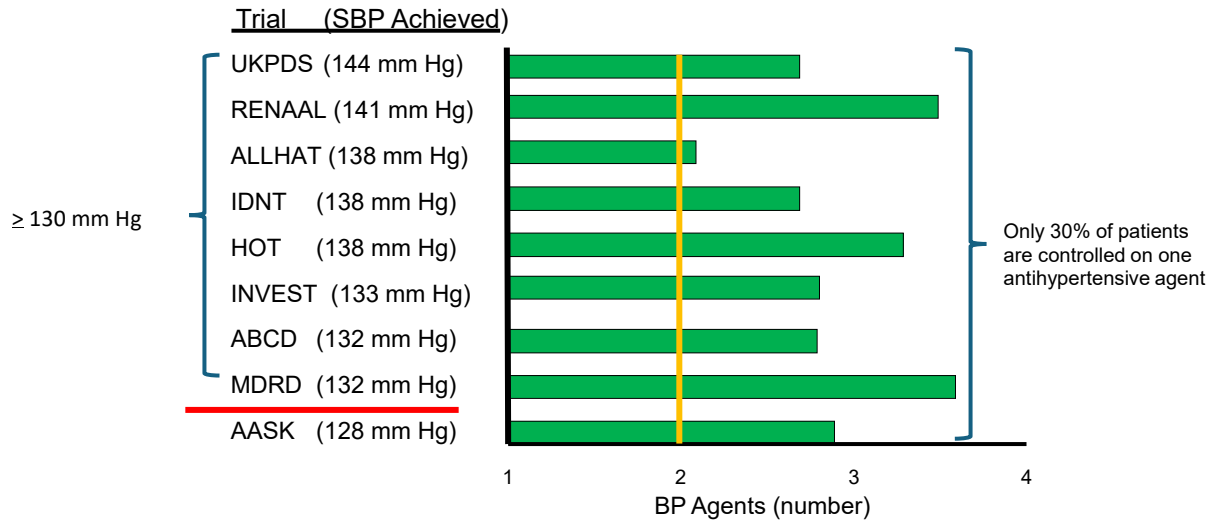 Trial (SBP Achieved)
UKPDS (144 mm Hg)
RENAAL (141 mm Hg)
ALLHAT (138 mm Hg)
IDNT (138 mm Hg)
≥ 130 mm Hg
HOT (138 mm Hg)
Only 30% of patients
are controlled on one
antihypertensive agent
INVEST (133 mm Hg)
ABCD (132 mm Hg)
MDRD (132 mm Hg)
AASK (128 mm Hg)
1 2 3 4
BP Agents (number)